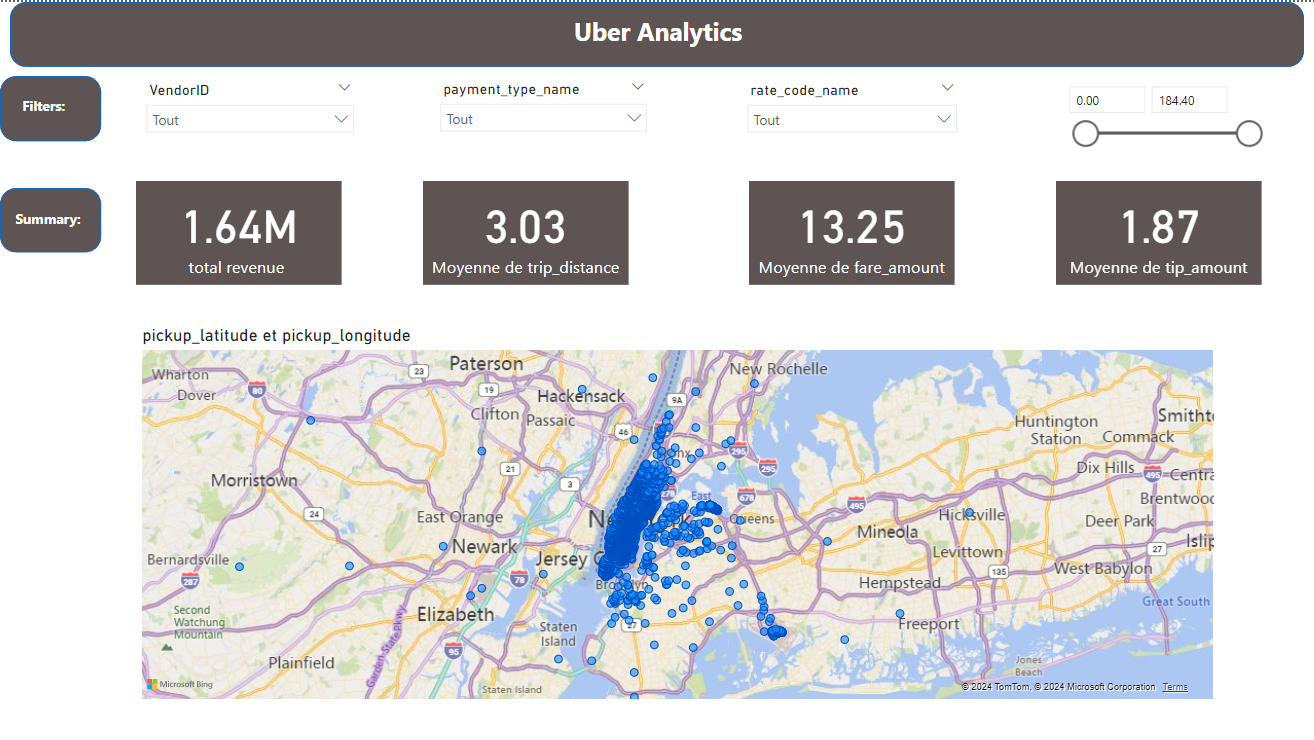 Uber Analytics
Filters:
VendorID
Tout
payment_type_name
Tout
rate_code_name
Tout
0.00
184.40
Summary:
1.64M
total revenue
3.03
Moyenne de trip_distance
13.25
Moyenne de fare_amount
1.87
Moyenne de tip_amount
pickup_latitude et pickup_longitude
Paterson
New Rochelle
Wharton
23
80
19
Dover
Hackensack
9A
Clifton
Passaic
46
Huntington
Station
Smitht
Commack
295
295
21
Dix Hills
495
Centra
Morristown
3
East
678
Brentwood
24
495
Hicksville
East Orange
Queens
Deer Park
Mineola
Newark
Jersey C
Levittown
27
Islip
Bernardsville
287
78
Brooklyn
Hempstead
135
West Babylon
Second
Watchung
Mountain
Elizabeth
Great South
Staten
Island
27
Freeport
Garden State Pkwy
95
Plainfield
Jones
Beach
Microsoft Bing
Staten Island
© 2024 TomTom, © 2024 Microsoft Corporation
Terms